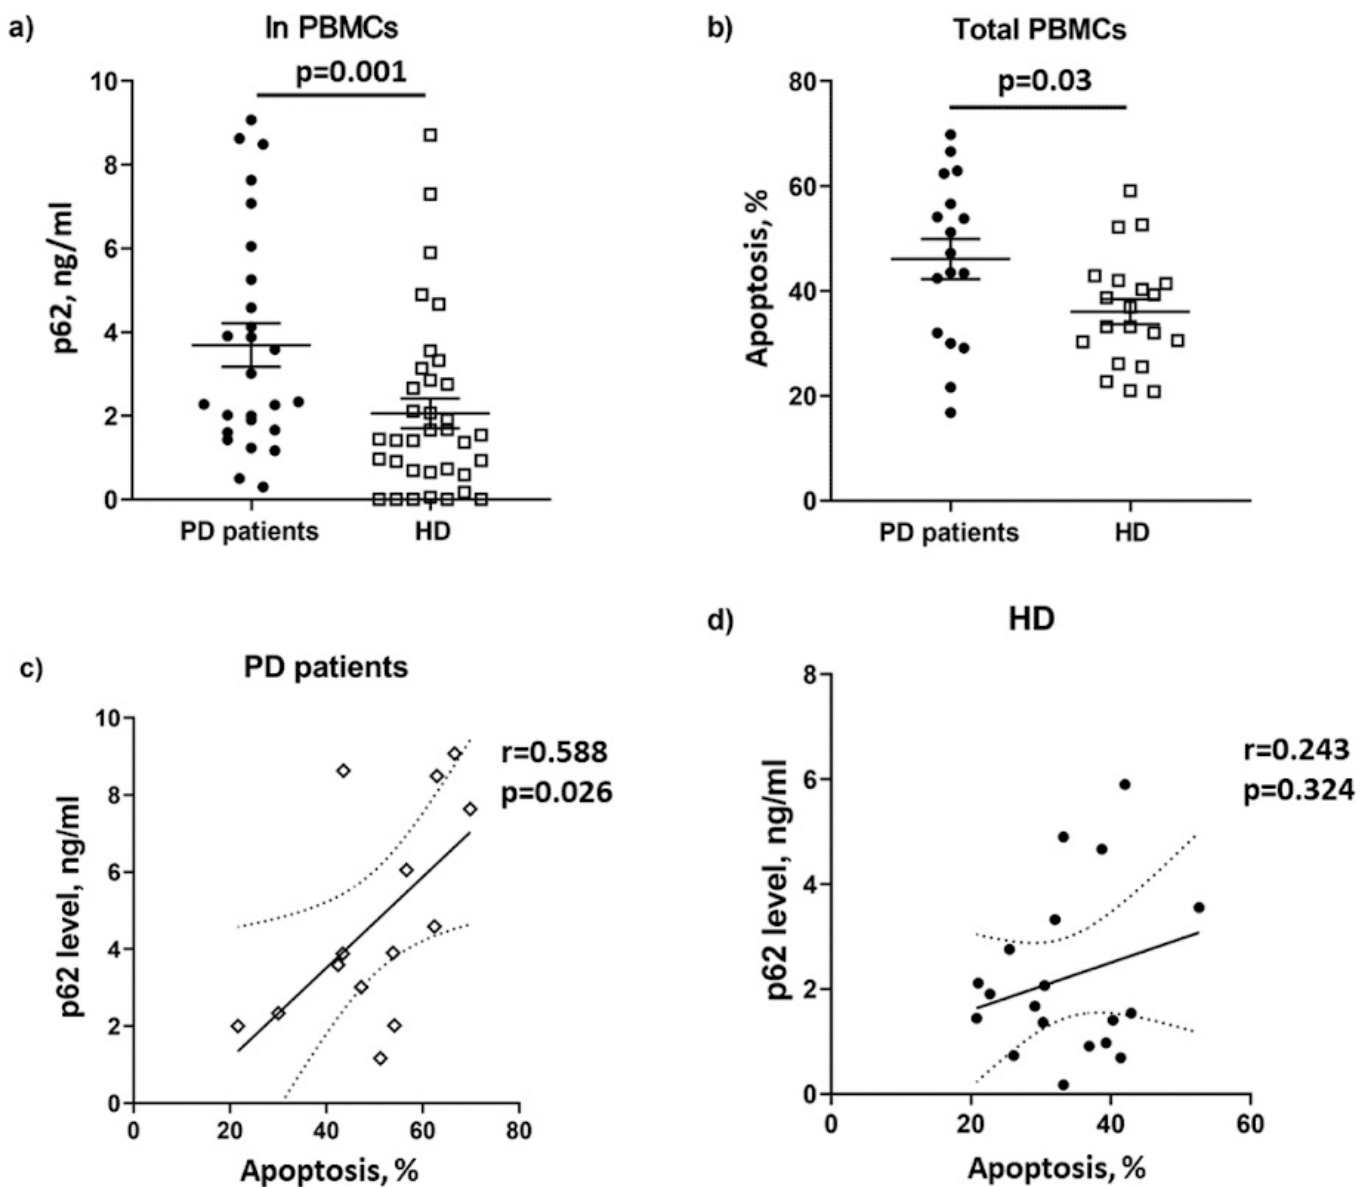 a)
In PBMCs
p=0.001
10
8
6
4
2
0
p62, ng/ml
PD patients
HD
b)
Total PBMCs
p=0.03
80
60
40
20
0
Apoptosis, %
PD patients
HD
c)
PD patients
r=0.588
p=0.026
10
8
6
4
2
0
p62 level, ng/ml
0
20
40
60
80
Apoptosis, %
d)
HD
r=0.243
p=0.324
8
6
4
2
0
p62 level, ng/ml
0
20
40
60
Apoptosis, %